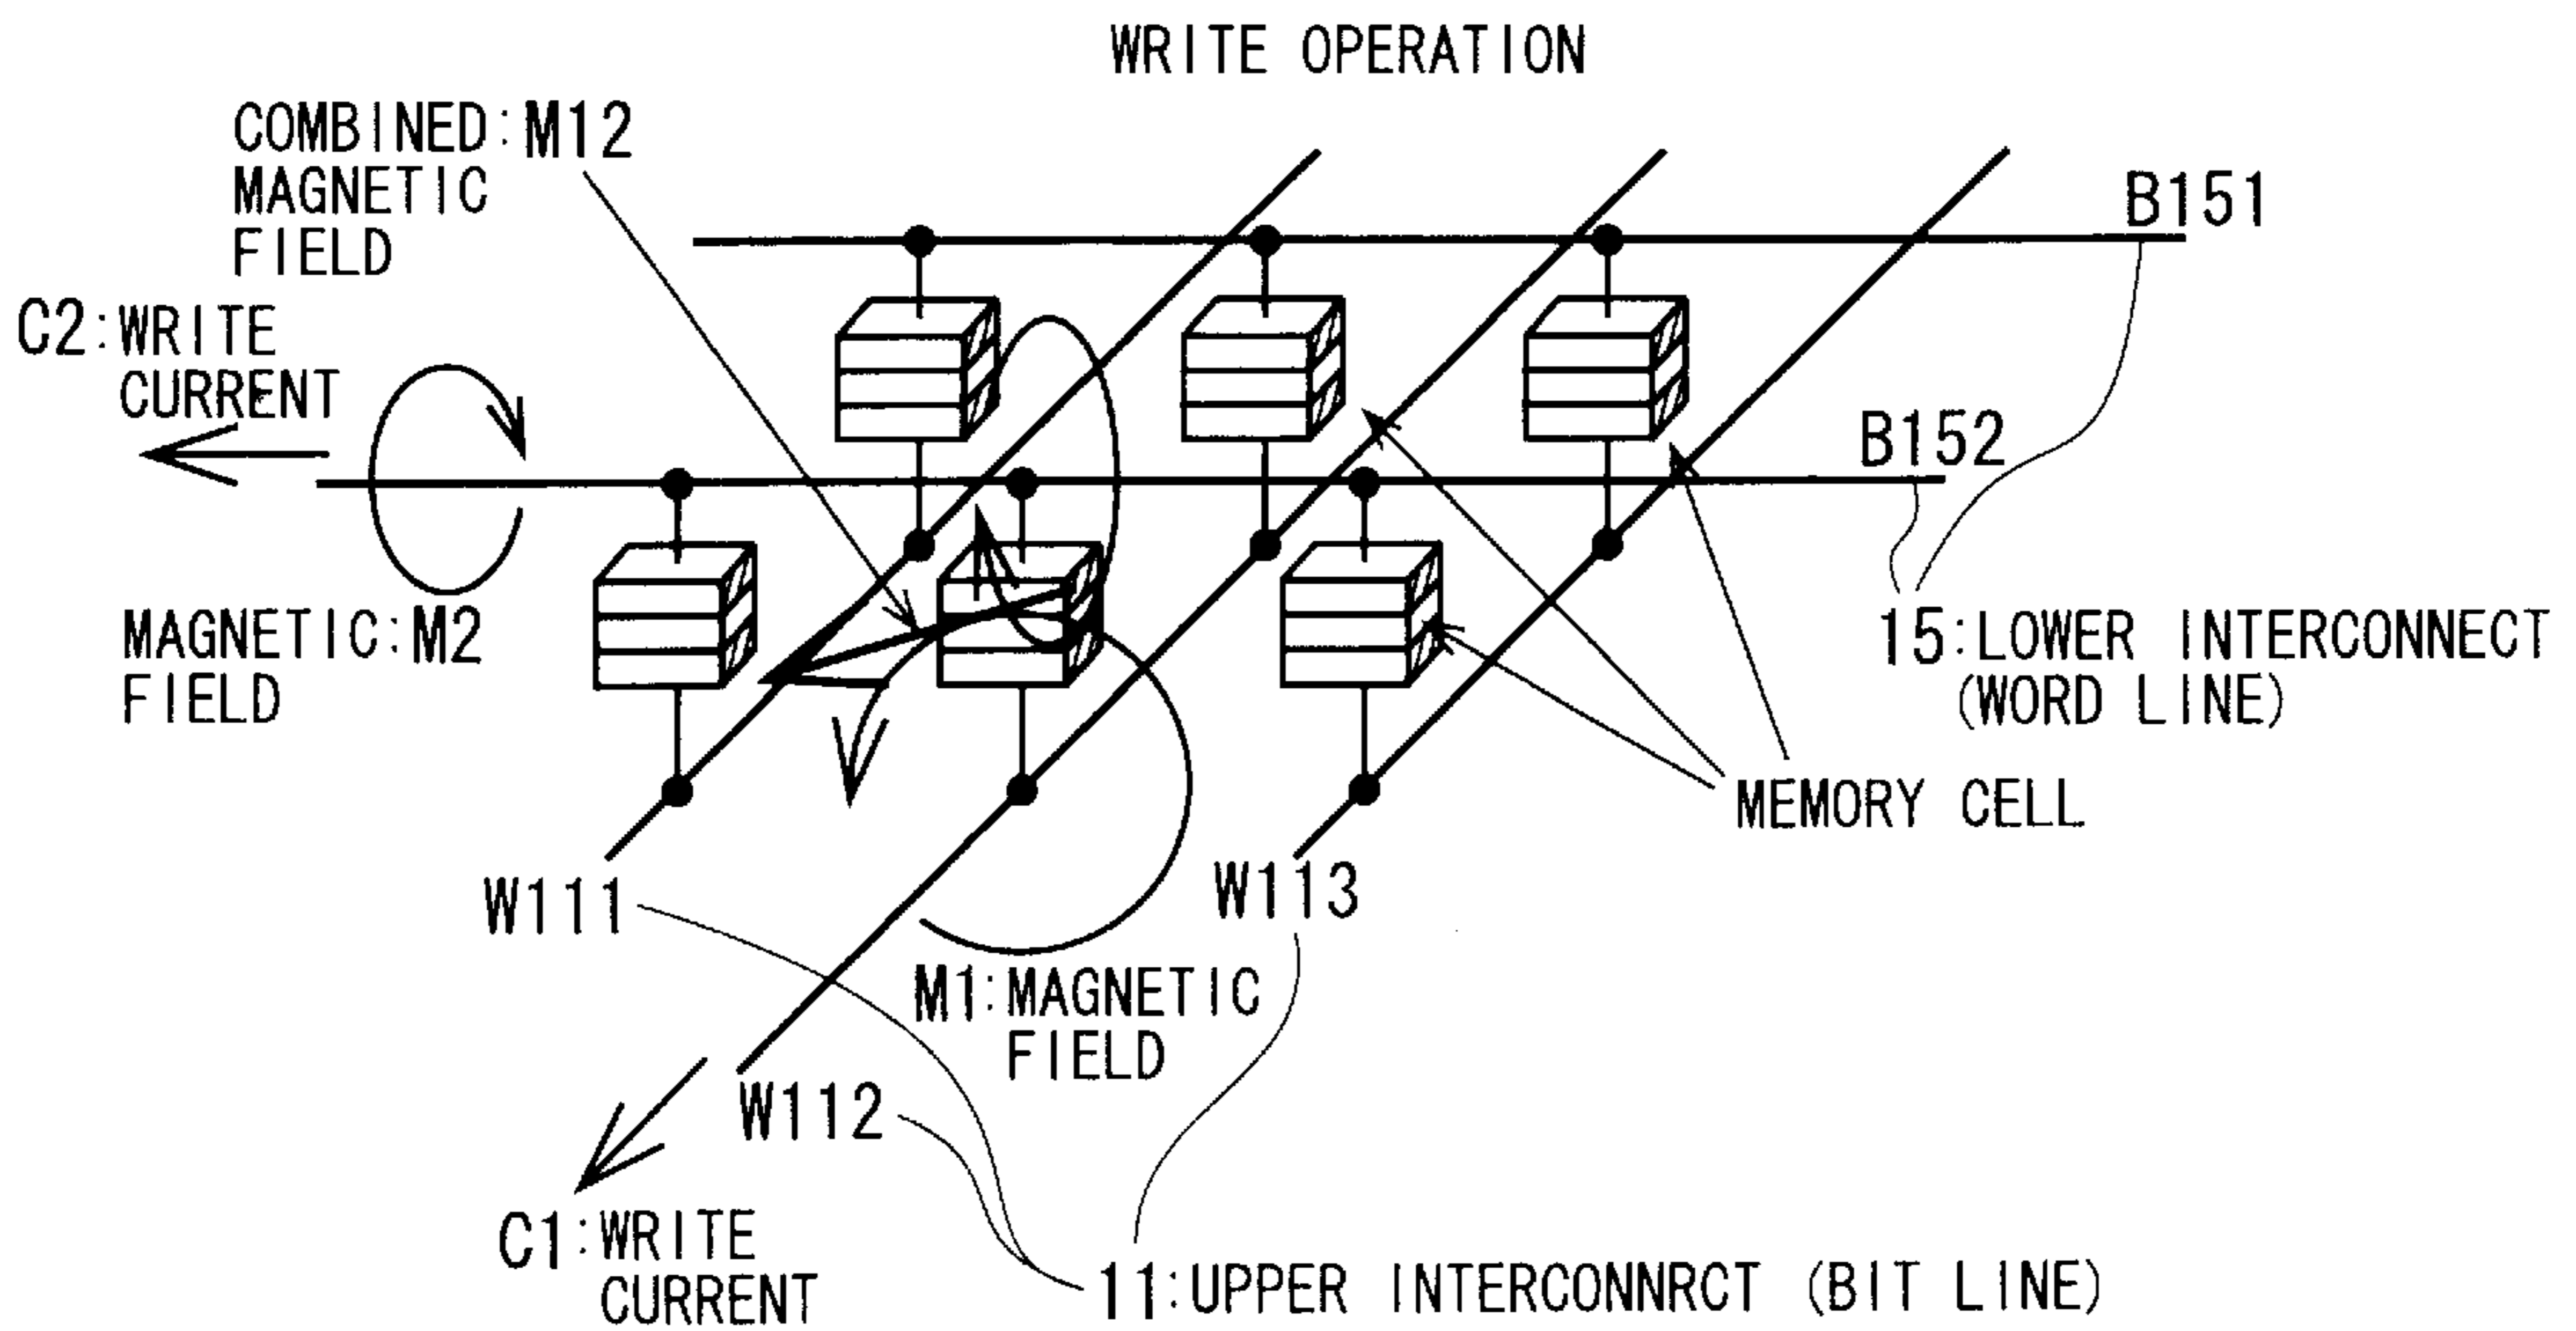 WRITE OPERATION
COMBINED:M12
MAGNETIC
FIELD
B151
C2:WRITE
CURRENT
B152
MAGNETIC:M2
FIELD
15:LOWER INTERCONNECT
(WORD LINE)
MEMORY CELL
W111
W113
M1:MAGNETIC
FIELD
W112
C1:WRITE
CURRENT
11:UPPER INTERCONNRCT (BIT LINE)